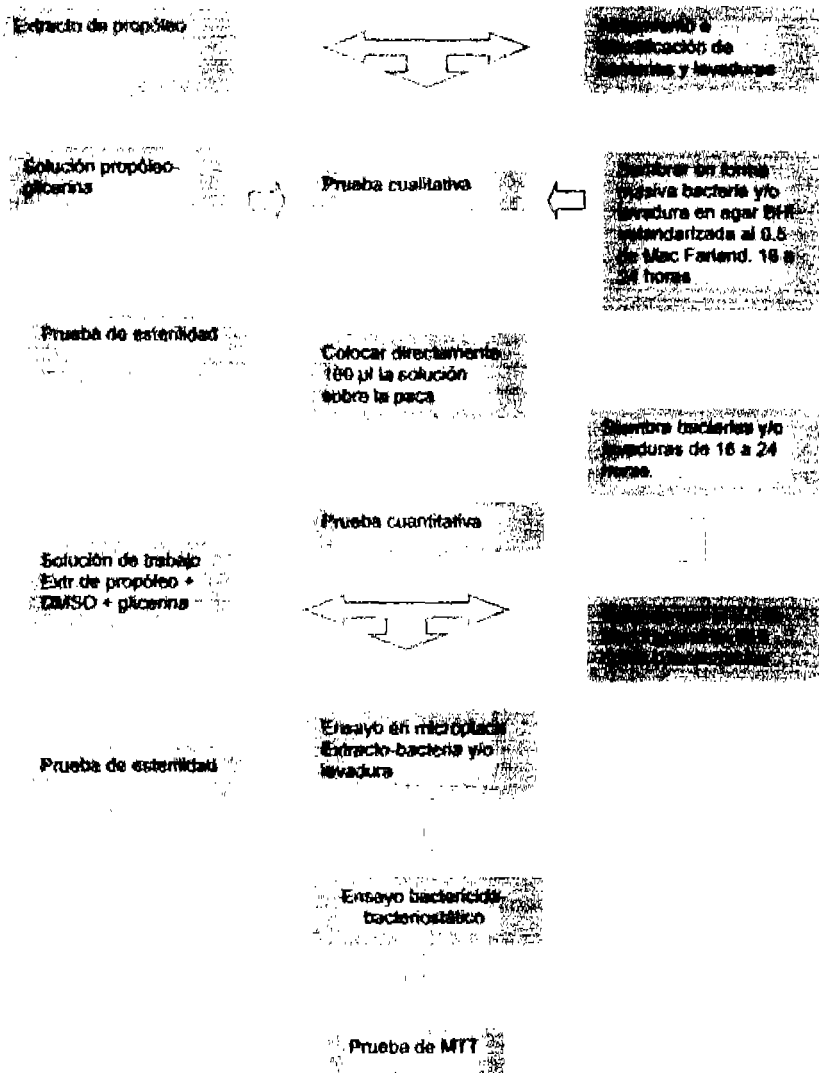 Extracto de propóleo
identificación de
bacterias y levaduras
Solución propóleo-
glicerina
Prueba cualitativa
Sembrar en forma
masiva bacteria y/o
levadura en agar BHI
estandarizada al 0.5
de Mac Farland. 18 a
24 horas
Prueba de esterilidad
Colocar directamente
100 µl la solución
sobre la paca
Siembra bacterias y/o
levaduras de 16 a 24
horas.
Prueba cuantitativa
Solución de trabajo
Extr.de propóleo +
DMSO + glicerina
Ensayo en microplaca
Extracto-bacteria y/o
levadura
Prueba de esterilidad
Ensayo bactericida-
bacteriostático
Prueba de MTT